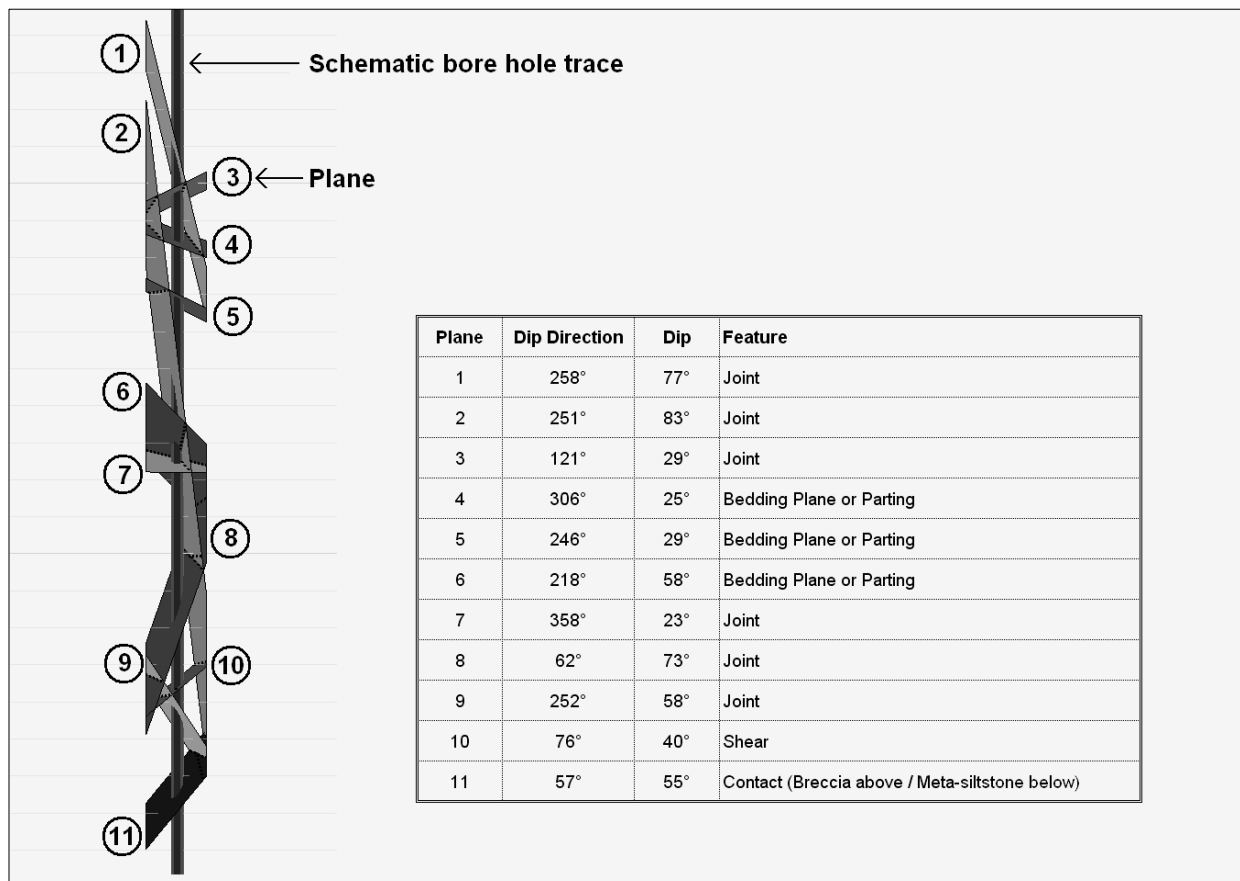 1
Schematic bore hole trace
2
3
Plane
4
5
6
7
8
9
10
11
Plane Dip Direction Dip Feature
1 258° 77° Joint
2 251° 83° Joint
3 121° 29° Joint
4 306° 25° Bedding Plane or Parting
5 246° 29° Bedding Plane or Parting
6 218° 58° Bedding Plane or Parting
7 358° 23° Joint
8 62° 73° Joint
9 252° 58° Joint
10 76° 40° Shear
11 57° 55° Contact (Breccia above / Meta-siltstone below)